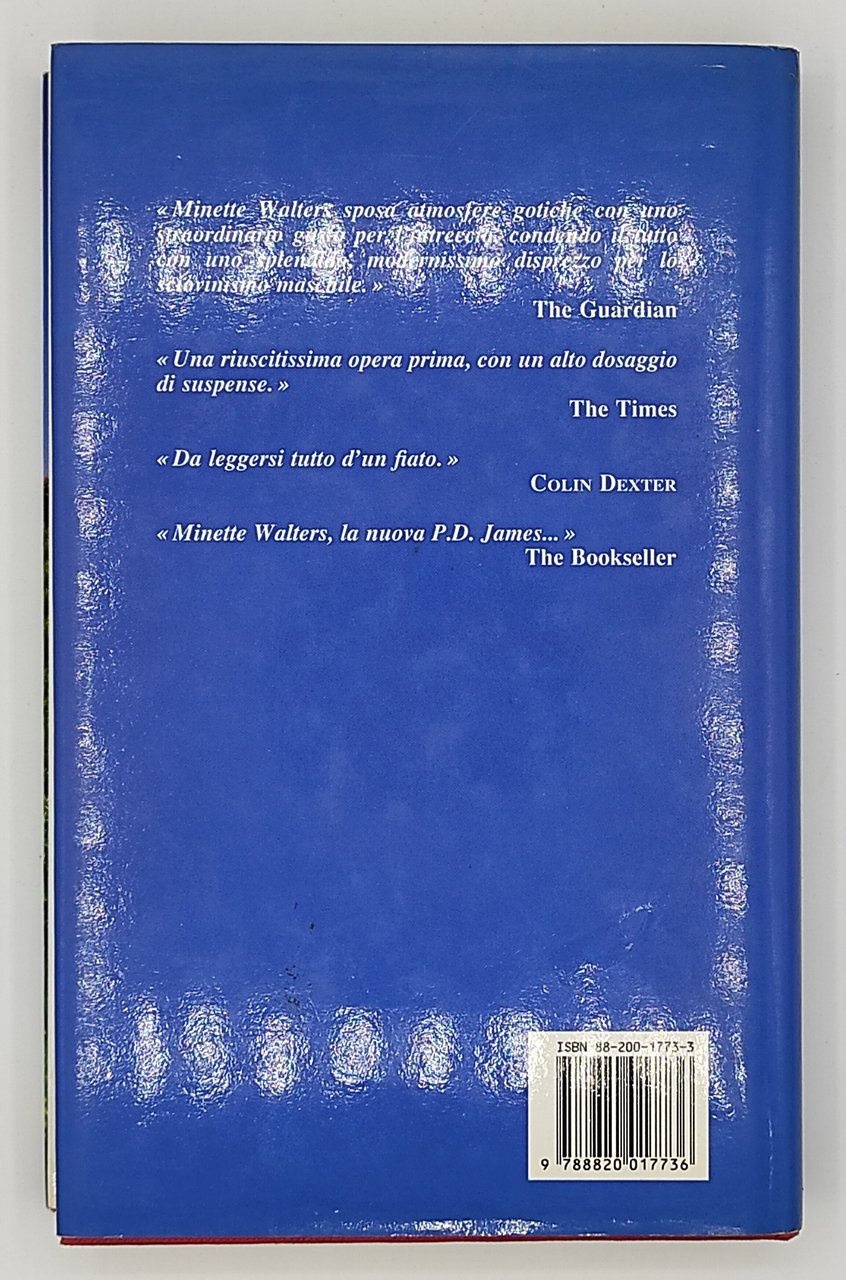 « Minette Walters sposa atmosfere gotiche con uno
straordinario gusto per l'intreccio, condendo il tutto
con uno splendido, modernissimo disprezzo per lo
sciovinismo maschile. »
The Guardian
« Una riuscitissima opera prima, con un alto dosaggio
di suspense. »
The Times
« Da leggersi tutto d'un fiato. »
COLIN DEXTER
« Minette Walters, la nuova P.D. James... »
The Bookseller
ISBN 88-200-1773-3
9 788820 017736